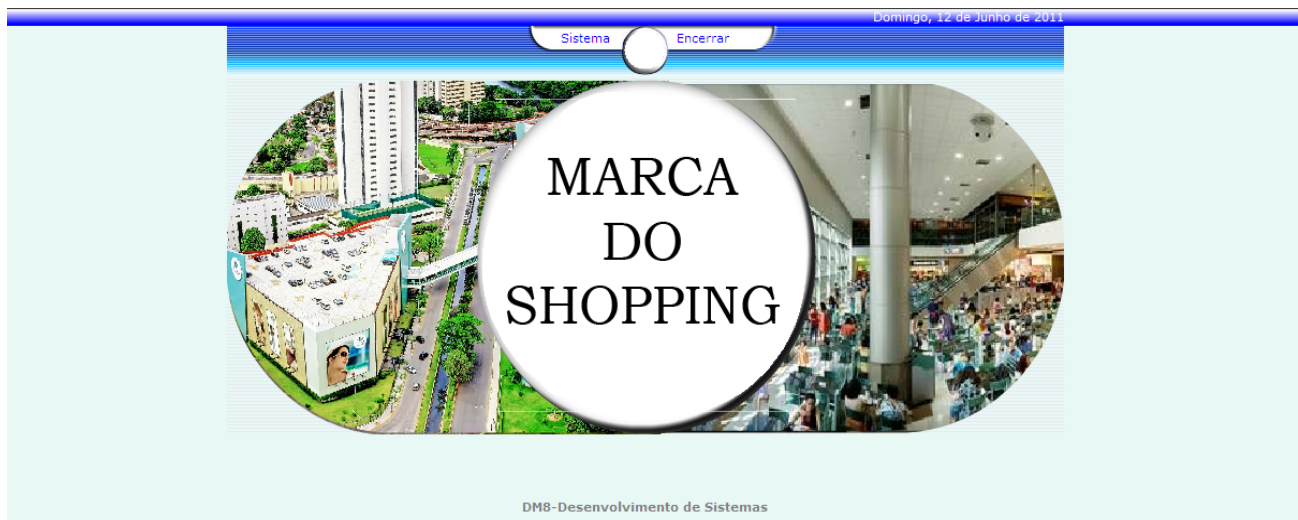 Domingo, 12 de Junho de 2011
Sistema
Encerrar
MARCA
DO
SHOPPING
DM8-Desenvolvimento de Sistemas